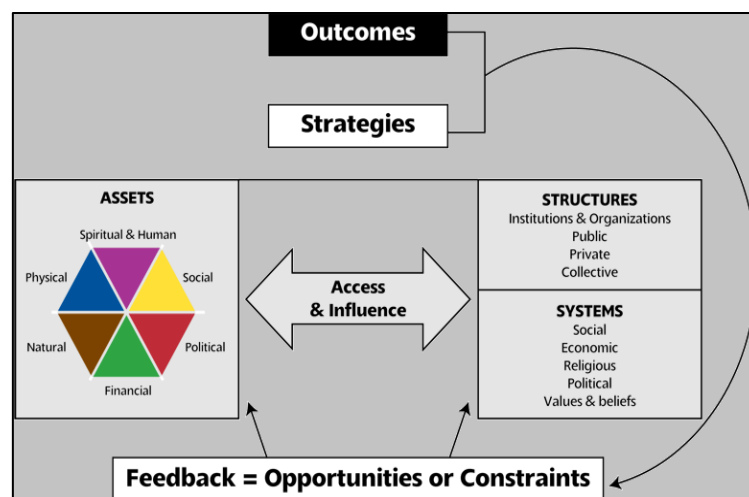 Outcomes
Strategies
ASSETS
Spiritual & Human
Physical
Social
Natural
Political
Financial
Access
& Influence
STRUCTURES
Institutions & Organizations
Public
Private
Collective
SYSTEMS
Social
Economic
Religious
Political
Values & beliefs
Feedback = Opportunities or Constraints